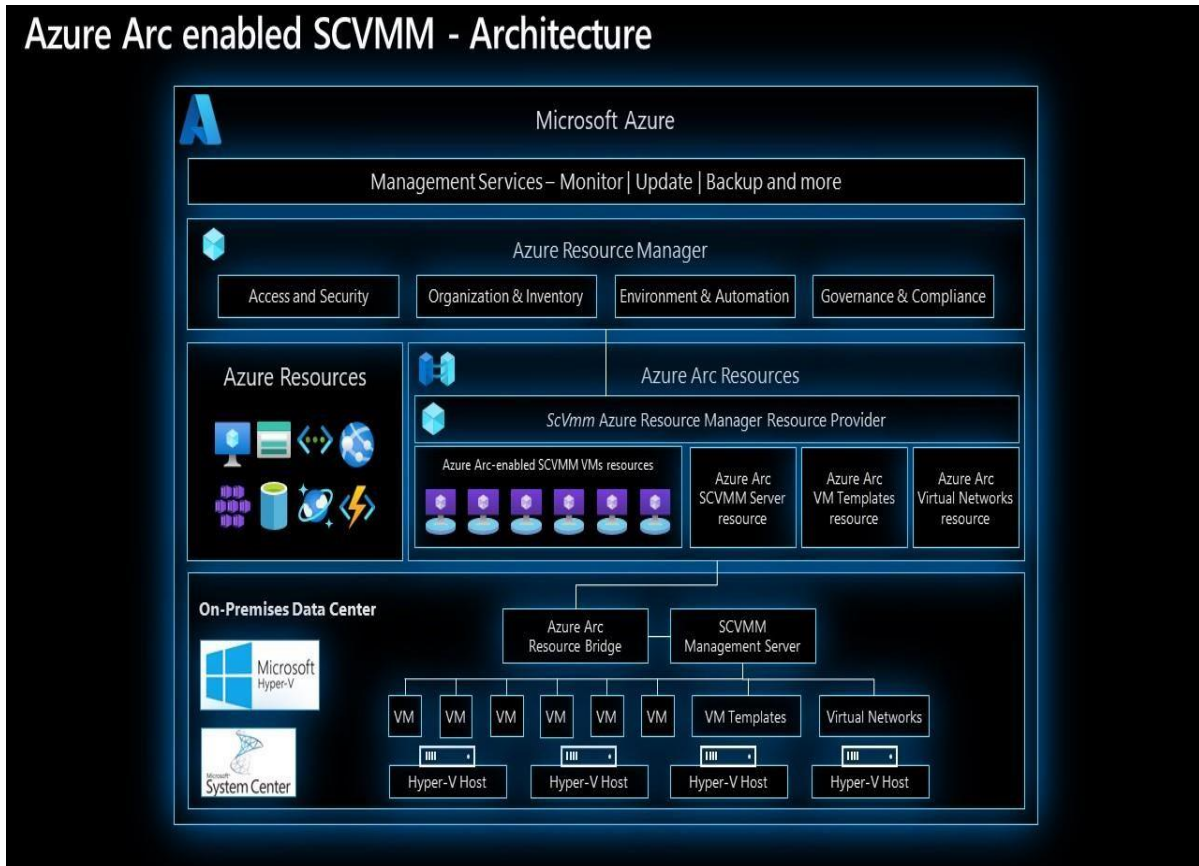 Azure Arc enabled SCVMM - Architecture
Microsoft Azure
Management Services – Monitor | Update | Backup and more
Azure Resource Manager
Access and Security
Organization & Inventory
Environment & Automation
Governance & Compliance
Azure Resources
Azure Arc Resources
ScVmm Azure Resource Manager Resource Provider
Azure Arc-enabled SCVMM VMs resources
Azure Arc
SCVMM Server
resource
Azure Arc
VM Templates
resource
Azure Arc
Virtual Networks
resource
On-Premises Data Center
Microsoft
Hyper-V
Microsoft
System Center
Azure Arc
Resource Bridge
SCVMM
Management Server
VM
VM
VM
VM
VM
VM
VM Templates
Virtual Networks
Hyper-V Host
Hyper-V Host
Hyper-V Host
Hyper-V Host